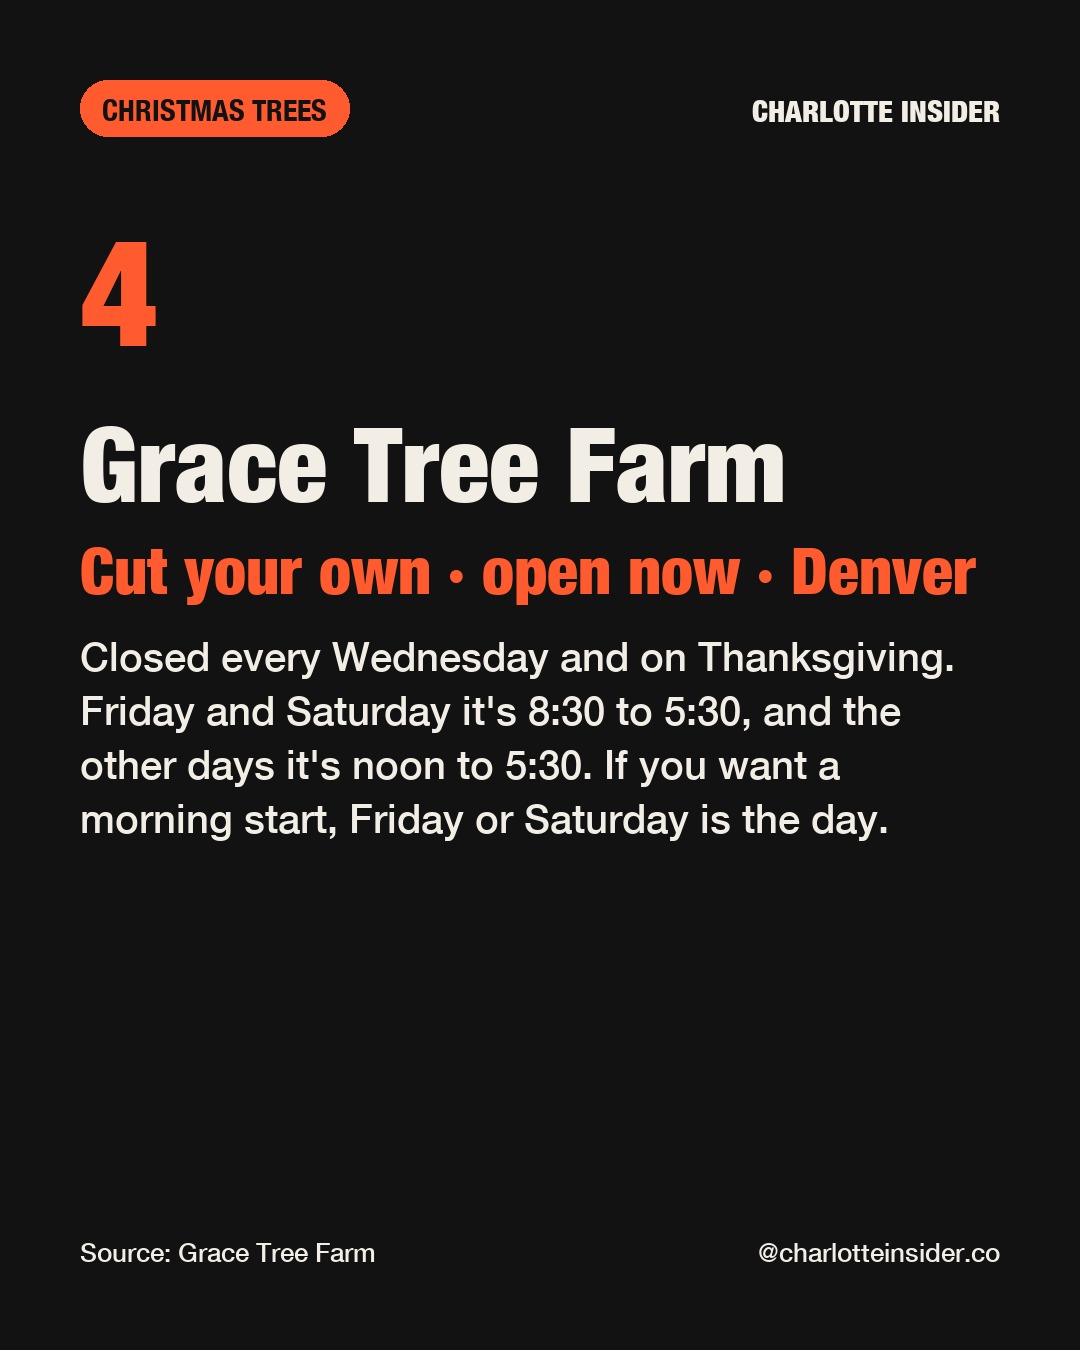 CHRISTMAS TREES
CHARLOTTE INSIDER
4
Grace Tree Farm
Cut your own · open now · Denver
Closed every Wednesday and on Thanksgiving.
Friday and Saturday it's 8:30 to 5:30, and the
other days it's noon to 5:30. If you want a
morning start, Friday or Saturday is the day.
Source: Grace Tree Farm
@charlotteinsider.co